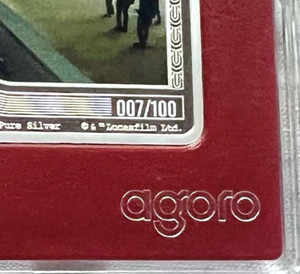 007/100
Pure Silver © & ™ Lucasfilm Ltd.
agoro